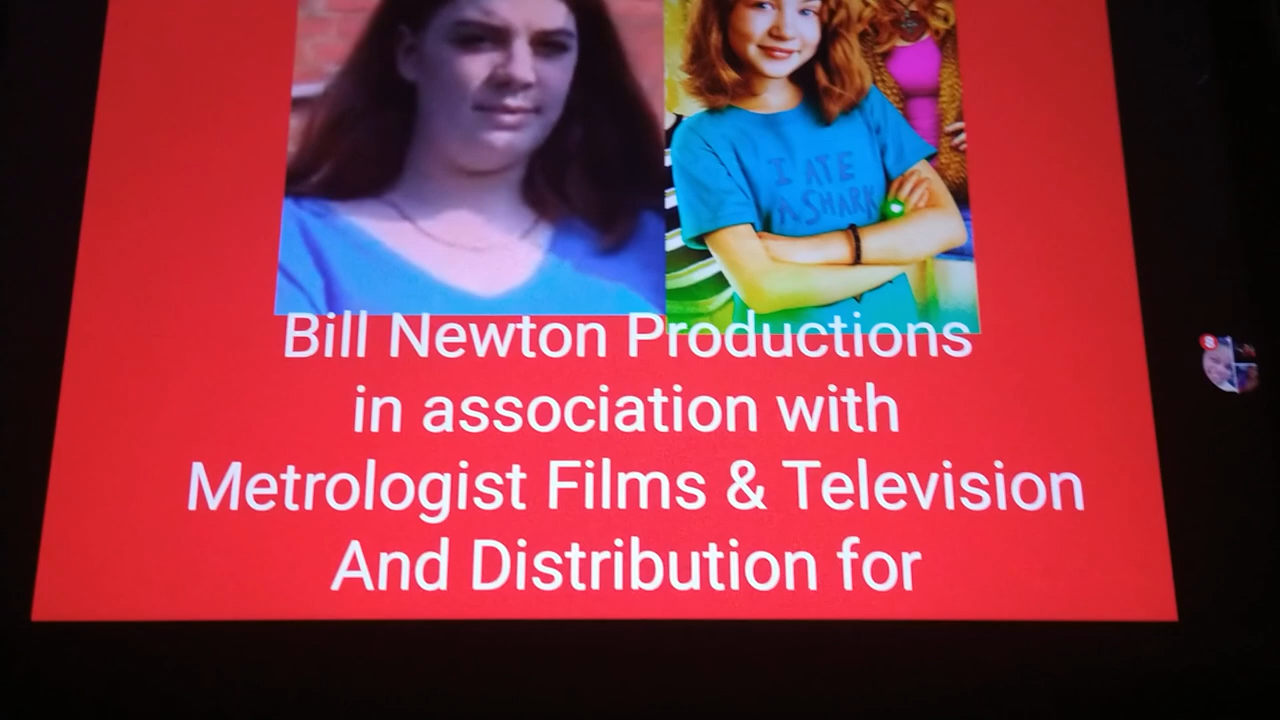 I ATE
A SHARK
Bill Newton Productions
in association with
Metrologist Films & Television
And Distribution for